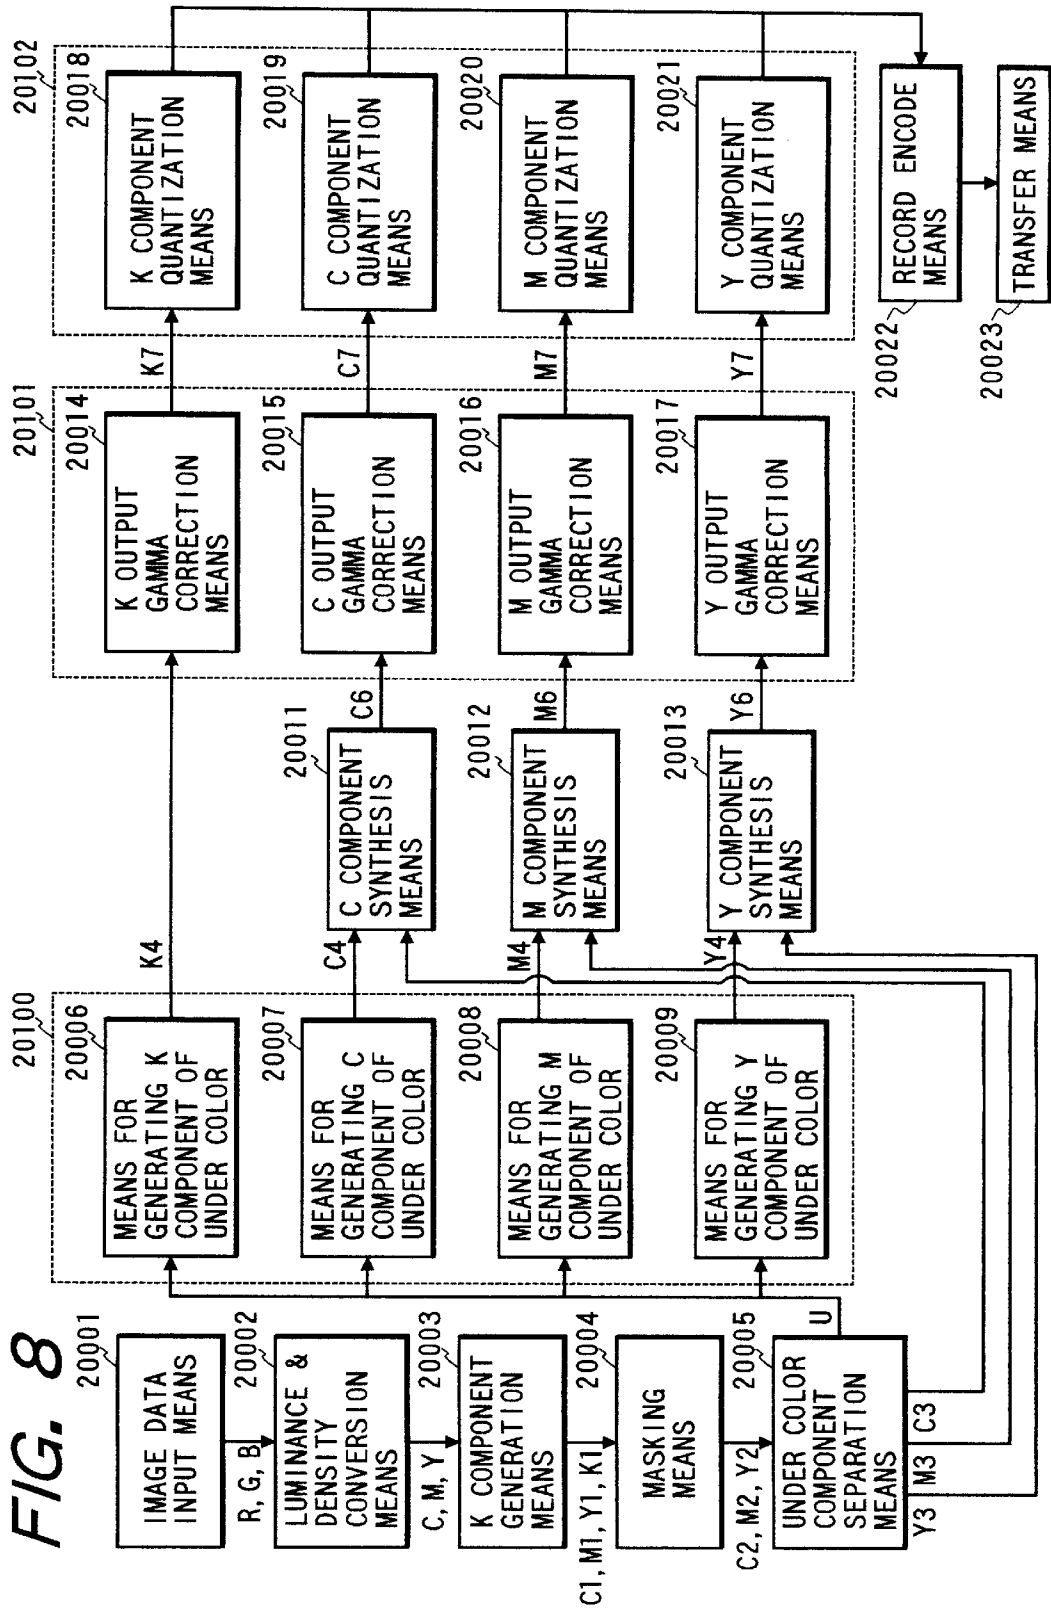 FIG. 8
20001
IMAGE DATA
INPUT MEANS
R, G, B
20002
LUMINANCE &
DENSITY
CONVERSION
MEANS
C, M, Y
20003
K COMPONENT
GENERATION
MEANS
C1, M1, Y1, K1
20004
MASKING
MEANS
C2, M2, Y2
20005
UNDER COLOR
COMPONENT
SEPARATION
MEANS
U
Y3
M3
C3
20100
20006
MEANS FOR
GENERATING K
COMPONENT OF
UNDER COLOR
20007
MEANS FOR
GENERATING C
COMPONENT OF
UNDER COLOR
20008
MEANS FOR
GENERATING M
COMPONENT OF
UNDER COLOR
20009
MEANS FOR
GENERATING Y
COMPONENT OF
UNDER COLOR
K4
C4
M4
Y4
20011
C COMPONENT
SYNTHESIS
MEANS
20012
M COMPONENT
SYNTHESIS
MEANS
20013
Y COMPONENT
SYNTHESIS
MEANS
C6
M6
Y6
20101
20014
K OUTPUT
GAMMA
CORRECTION
MEANS
20015
C OUTPUT
GAMMA
CORRECTION
MEANS
20016
M OUTPUT
GAMMA
CORRECTION
MEANS
20017
Y OUTPUT
GAMMA
CORRECTION
MEANS
K7
C7
M7
Y7
20102
20018
K COMPONENT
QUANTIZATION
MEANS
20019
C COMPONENT
QUANTIZATION
MEANS
20020
M COMPONENT
QUANTIZATION
MEANS
20021
Y COMPONENT
QUANTIZATION
MEANS
20022
RECORD ENCODE
MEANS
20023
TRANSFER MEANS